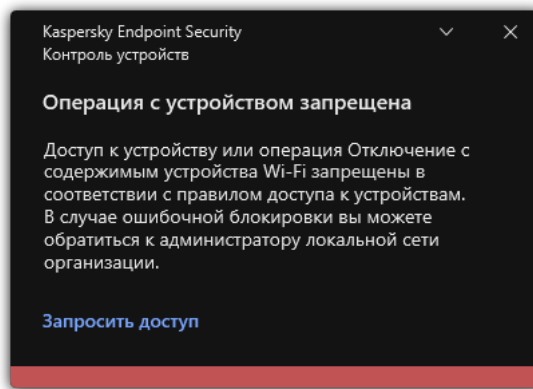 Kaspersky Endpoint Security
Контроль устройств
Операция с устройством запрещена
Доступ к устройству или операция Отключение с
содержимым устройства Wi-Fi запрещены в
соответствии с правилом доступа к устройствам.
В случае ошибочной блокировки вы можете
обратиться к администратору локальной сети
организации.
Запросить доступ